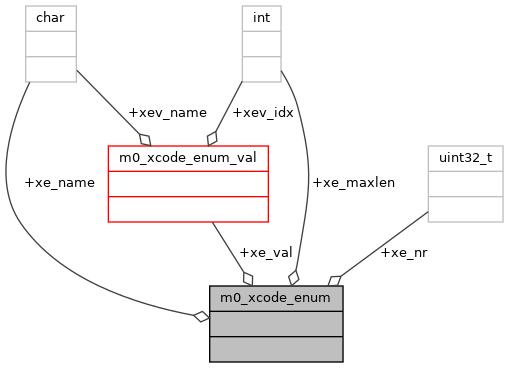 char
int
+xev_name
+xev_idx
m0_xcode_enum_val
uint32_t
+xe_name
+xe_maxlen
+xe_val
+xe_nr
m0_xcode_enum